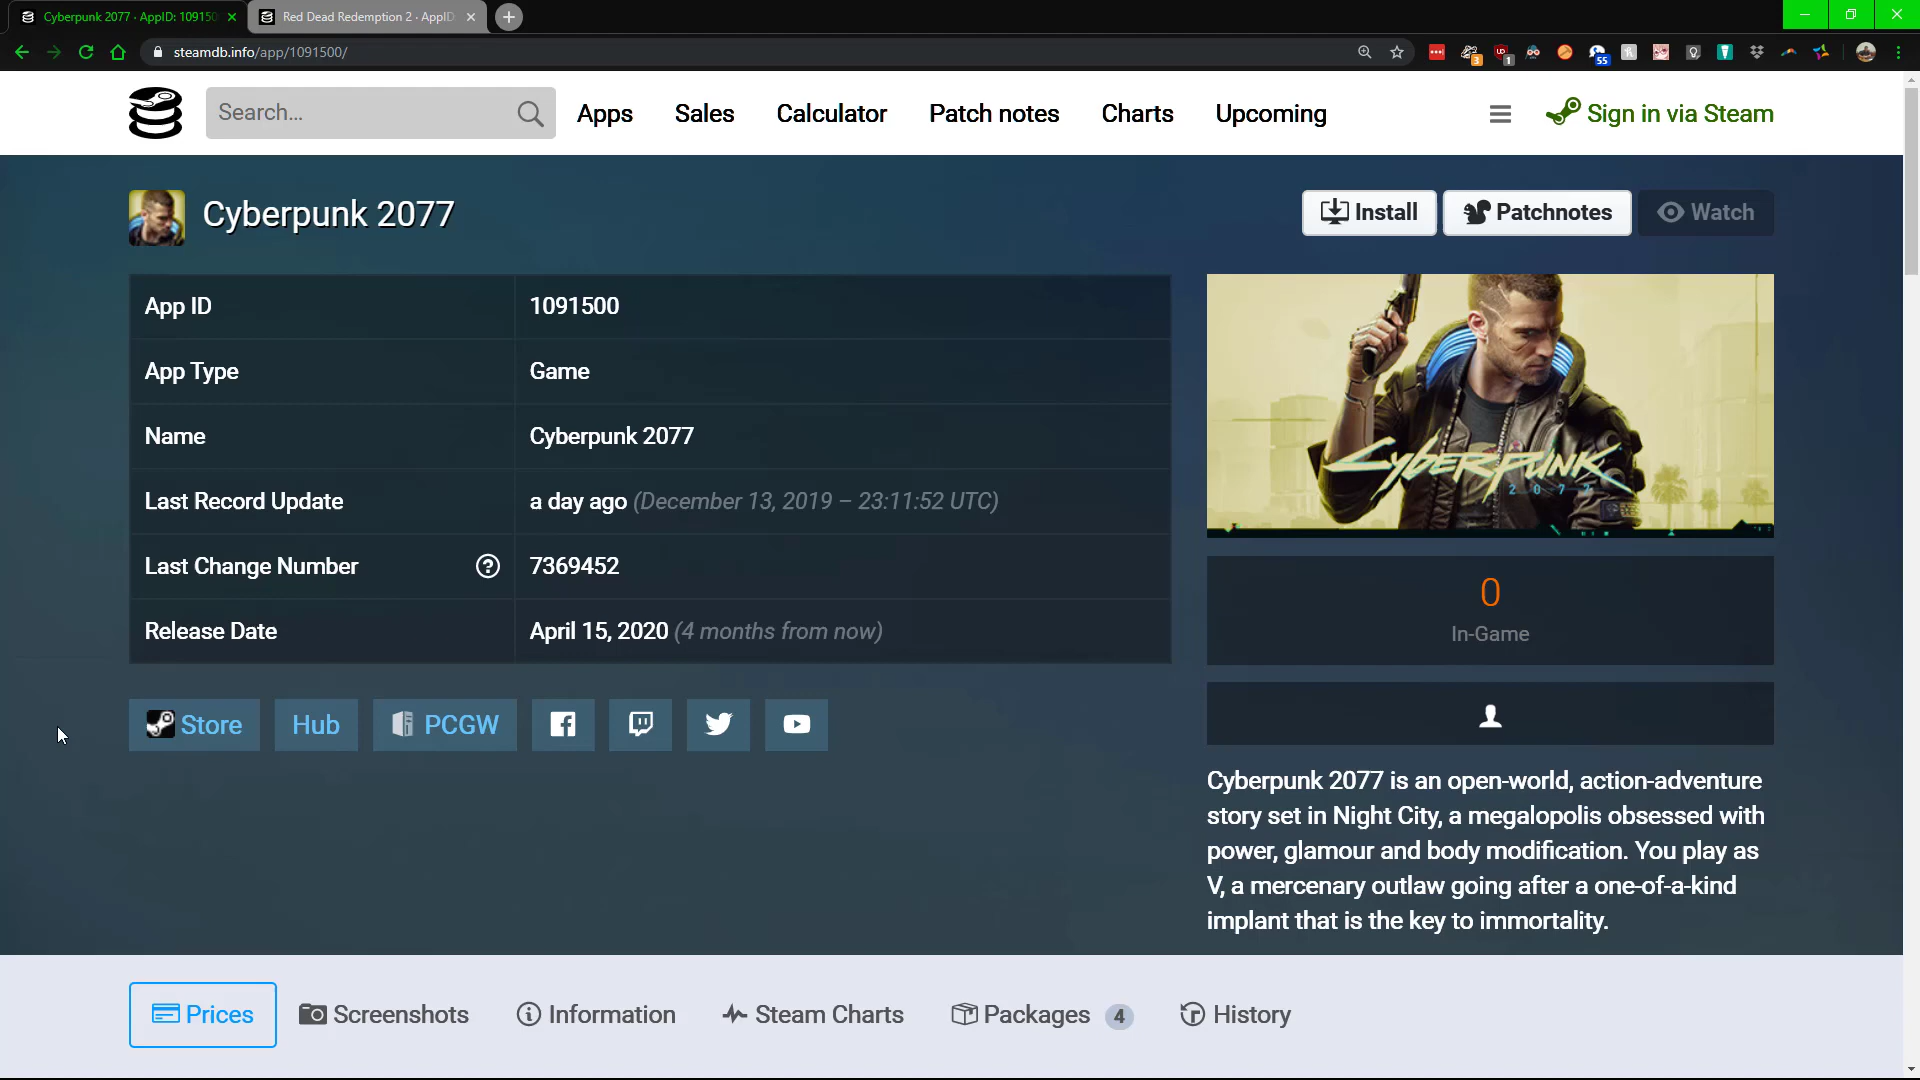 Cyberpunk 2077 · AppID: 10915
Red Dead Redemption 2 · AppID
steamdb.info/app/1091500/
3
1
55
Search...
Apps
Sales
Calculator
Patch notes
Charts
Upcoming
Sign in via Steam
Cyberpunk 2077
Install
Patchnotes
Watch
App ID
1091500
App Type
Game
Name
Cyberpunk 2077
Last Record Update
a day ago (December 13, 2019 – 23:11:52 UTC)
Last Change Number
7369452
Release Date
April 15, 2020 (4 months from now)
CYBERPUNK
2077
0
In-Game
Store
Hub
PCGW
Cyberpunk 2077 is an open-world, action-adventure
story set in Night City, a megalopolis obsessed with
power, glamour and body modification. You play as
V, a mercenary outlaw going after a one-of-a-kind
implant that is the key to immortality.
Prices
Screenshots
Information
Steam Charts
Packages 4
History